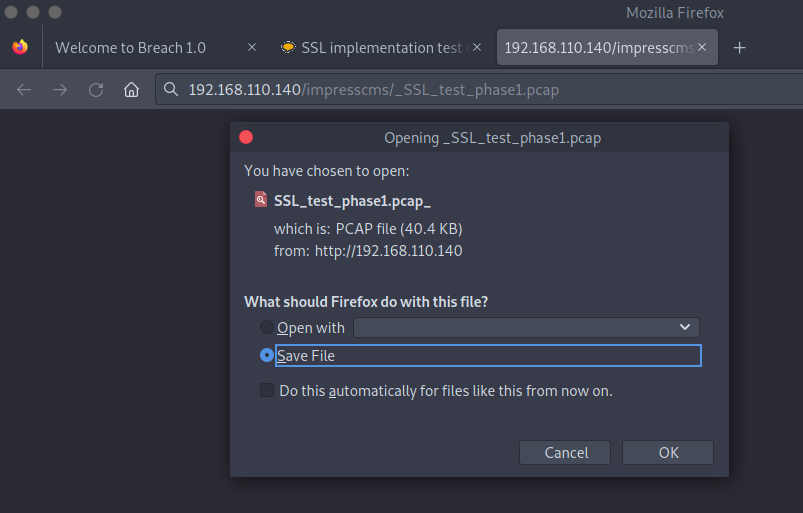 Mozilla Firefox
Welcome to Breach 1.0
SSL implementation test
192.168.110.140/impresscms
192.168.110.140/impresscms/_SSL_test_phase1.pcap
Opening _SSL_test_phase1.pcap
You have chosen to open:
SSL_test_phase1.pcap_
which is: PCAP file (40.4 KB)
from: http://192.168.110.140
What should Firefox do with this file?
Open with
Save File
Do this automatically for files like this from now on.
Cancel OK